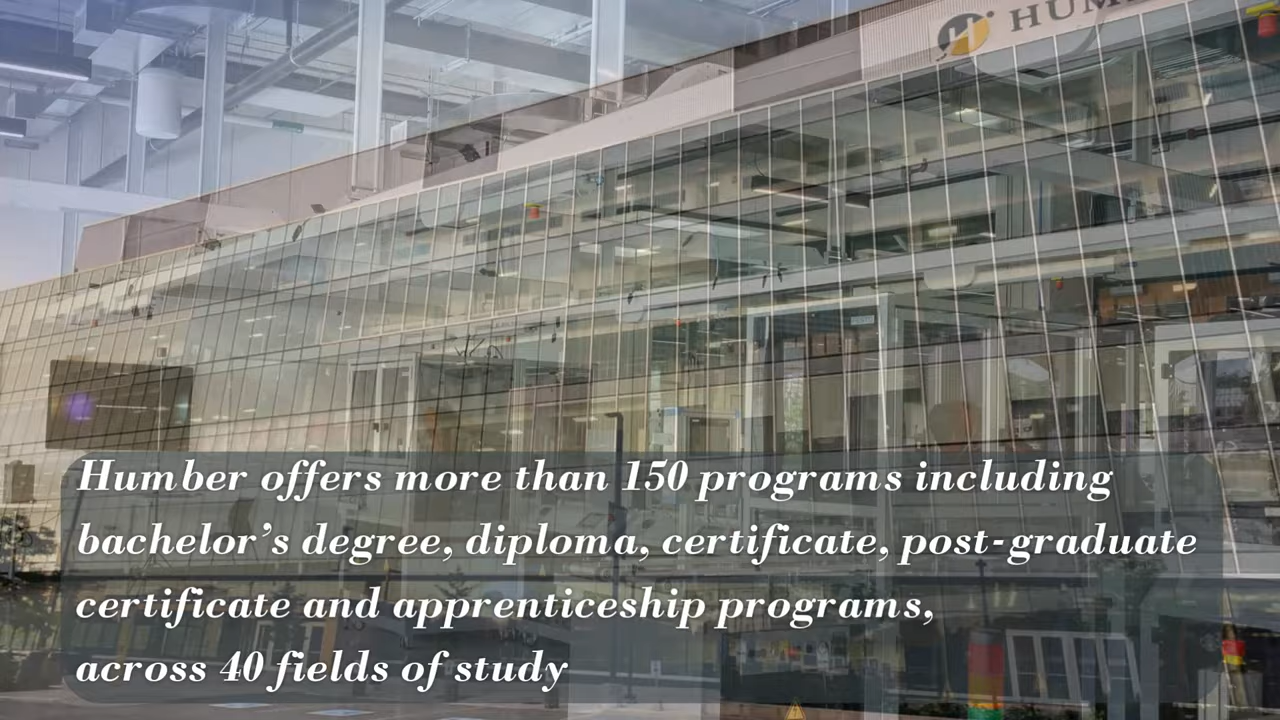 HUM
Humber offers more than 150 programs including
bachelor’s degree, diploma, certificate, post-graduate
certificate and apprenticeship programs,
across 40 fields of study